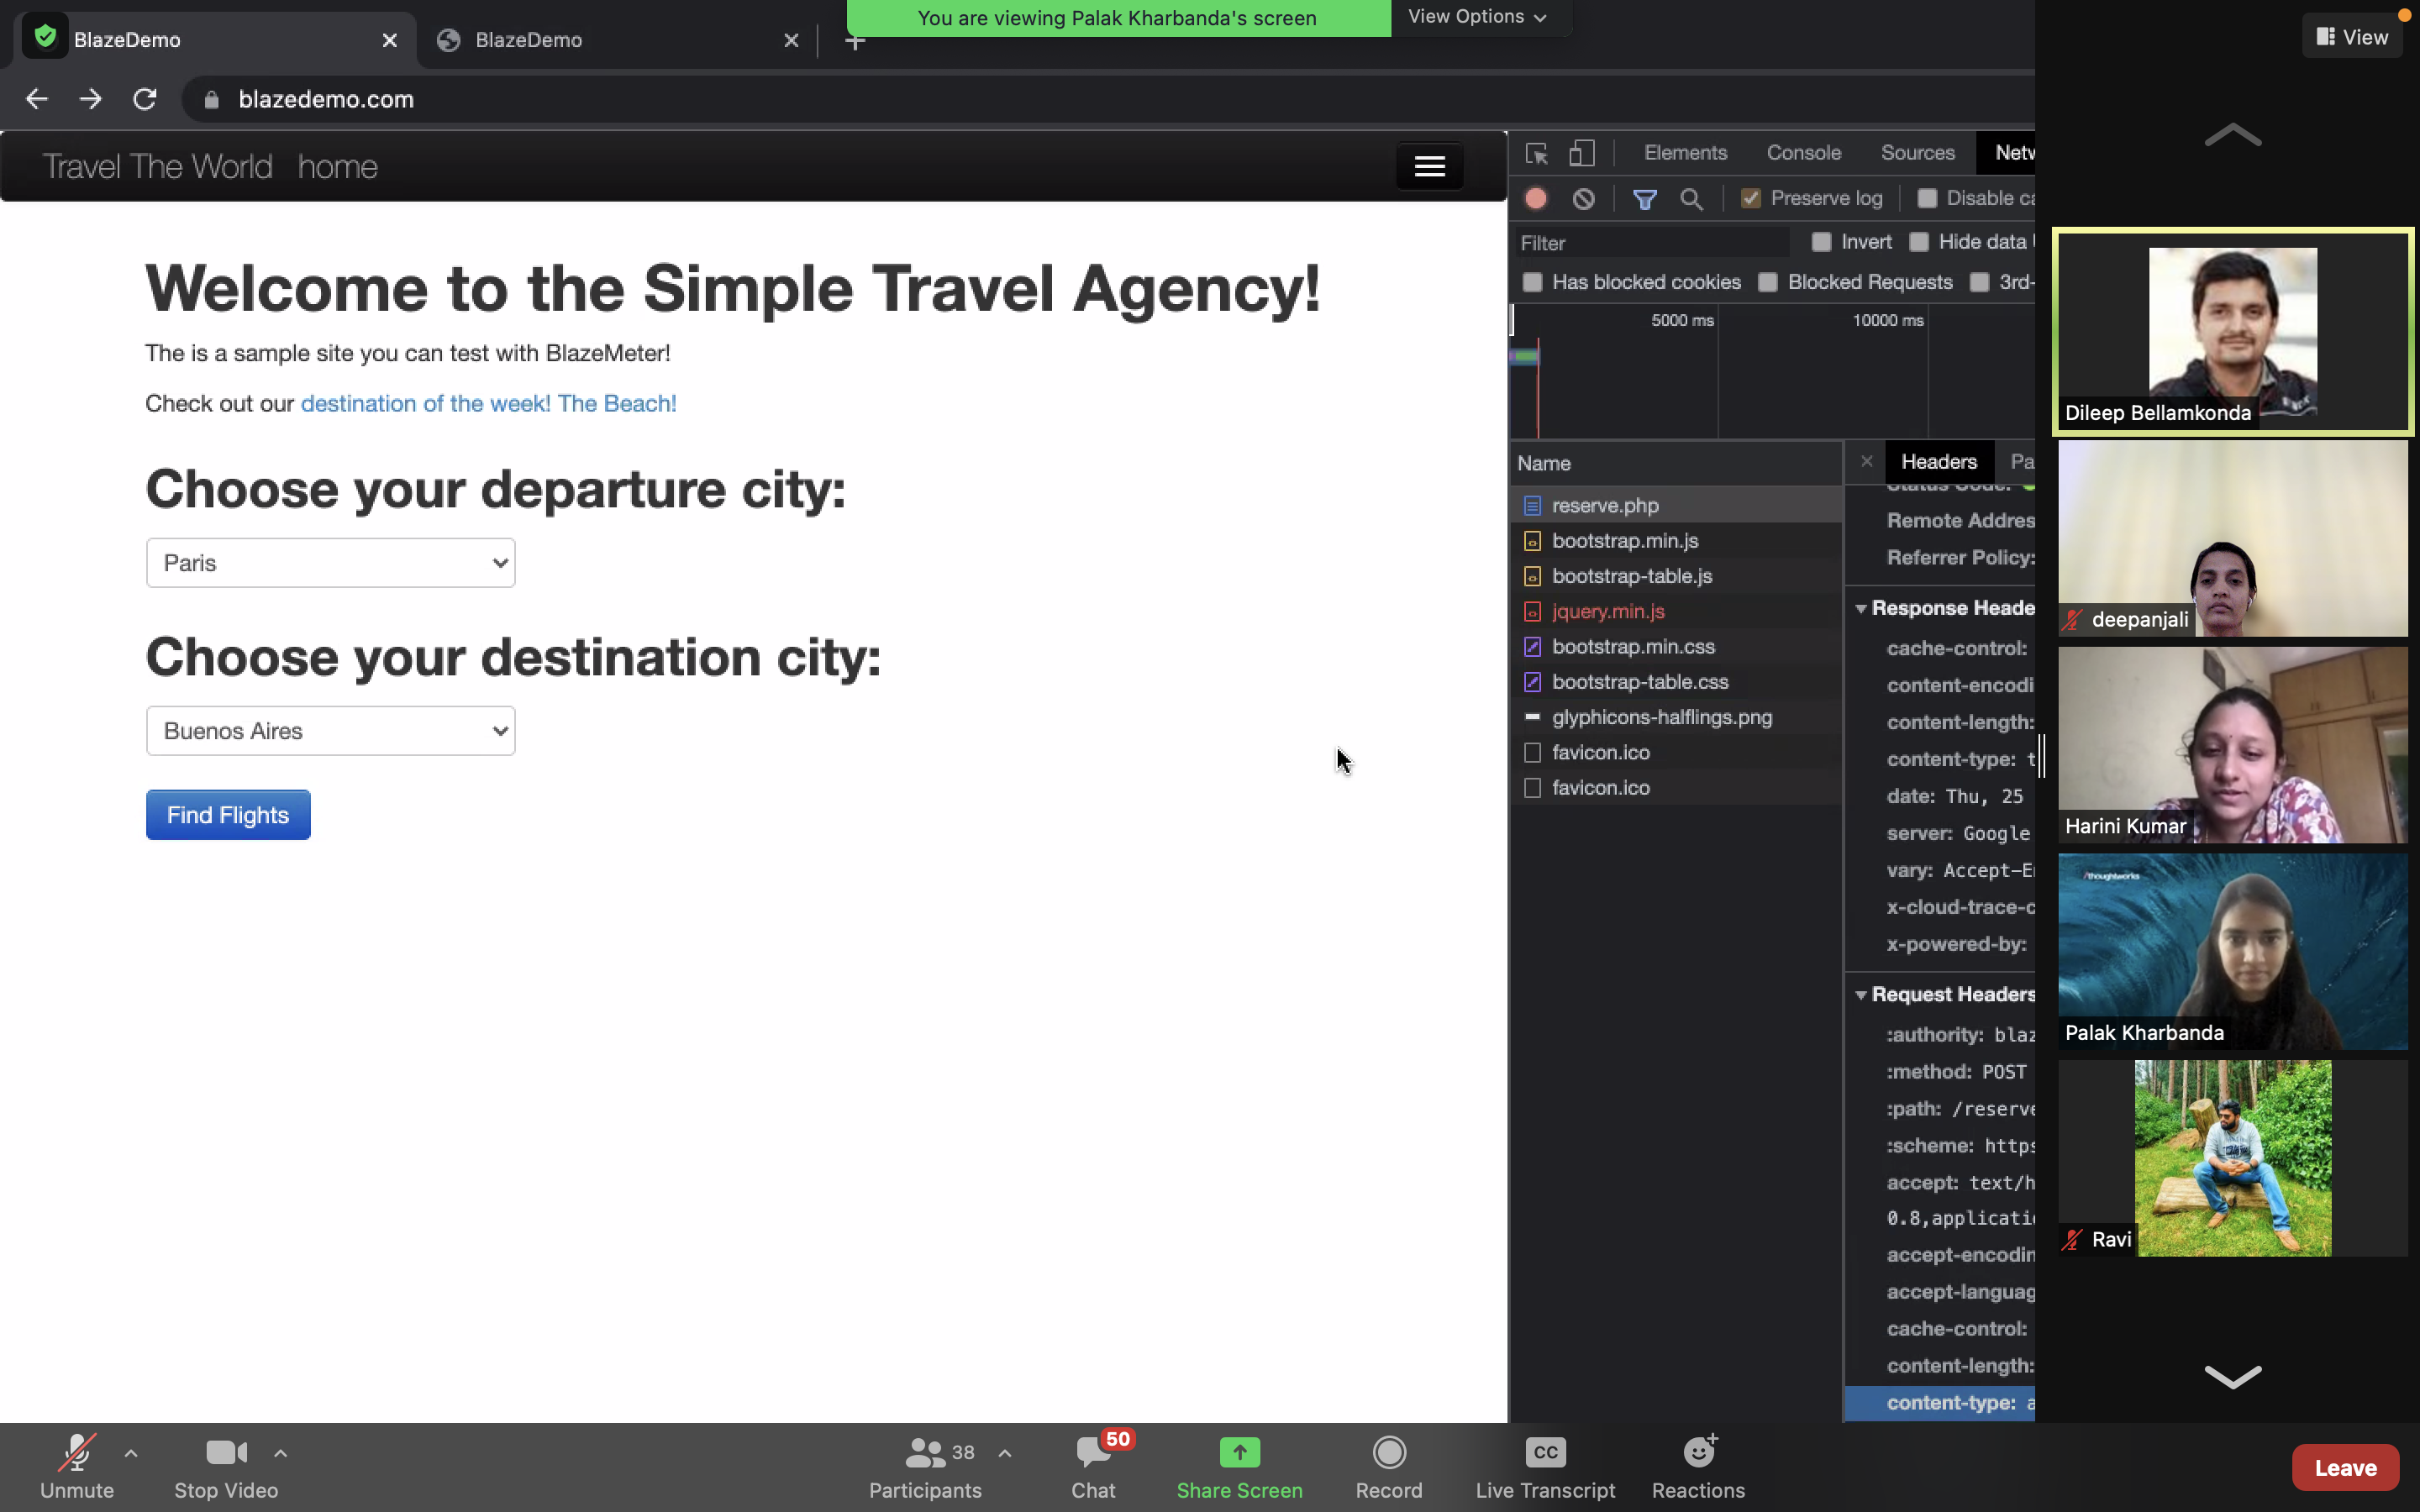 BlazeDemo
BlazeDemo
You are viewing Palak Kharbanda's screen
View Options
View
blazedemo.com
Travel The World home
Welcome to the Simple Travel Agency!
The is a sample site you can test with BlazeMeter!
Check out our destination of the week! The Beach!
Choose your departure city:
Paris
Choose your destination city:
Buenos Aires
Find Flights
Elements Console Sources Netw
Preserve log Disable ca
Filter Invert Hide data
Has blocked cookies Blocked Requests 3rd-
5000 ms 10000 ms
Name
reserve.php
bootstrap.min.js
bootstrap-table.js
jquery.min.js
bootstrap.min.css
bootstrap-table.css
glyphicons-halflings.png
favicon.ico
favicon.ico
Headers Pa
Status Code:
Remote Addres
Referrer Policy:
Response Heade
cache-control:
content-encodi
content-length:
content-type: t
date: Thu, 25
server: Google
vary: Accept-E
x-cloud-trace-c
x-powered-by:
Request Headers
:authority: blaz
:method: POST
:path: /reserve
:scheme: https
accept: text/h
0.8,applicati
accept-encodin
accept-languag
cache-control:
content-length:
content-type: a
Dileep Bellamkonda
deepanjali
Harini Kumar
/thoughtworks
Palak Kharbanda
Ravi
Unmute
Stop Video
38
Participants
50
Chat
Share Screen
Record
CC
Live Transcript
Reactions
Leave